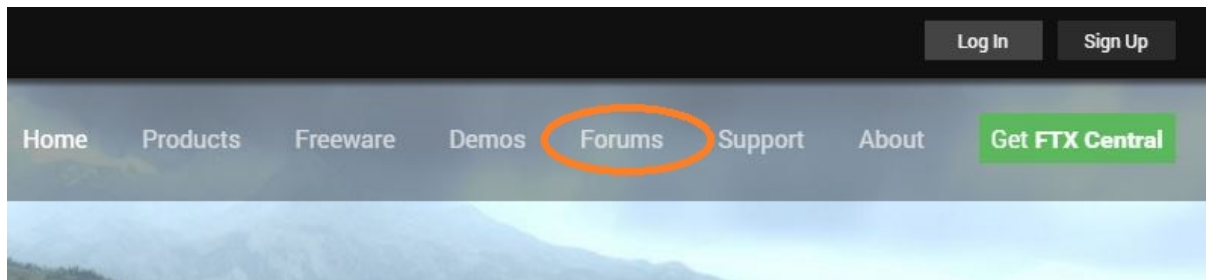 Log In Sign Up
Home Products Freeware Demos Forums Support About Get FTX Central